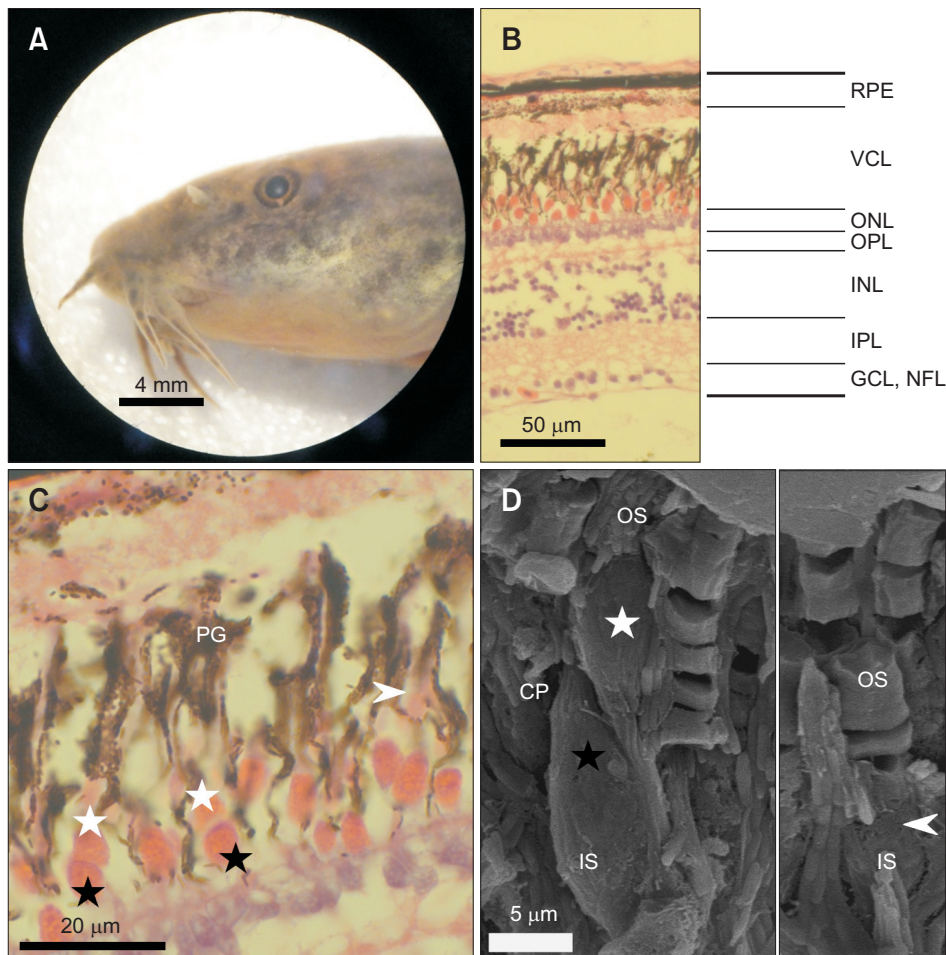 A
4 mm
B
RPE
VCL
ONL
OPL
INL
IPL
GCL, NFL
50 μm
C
PG
20 μm
D
OS
CP
IS
5 μm
OS
IS